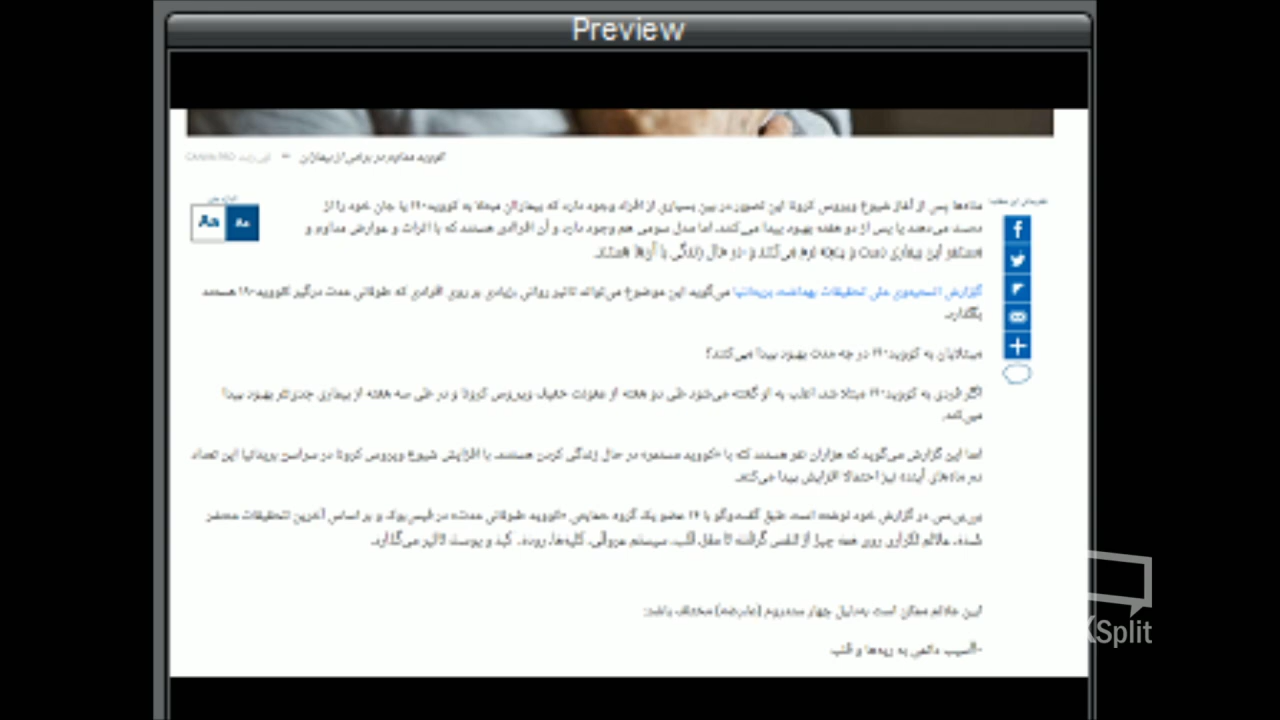 Preview
کووید مداوم در برخی از بیماران
Aa Aa
ماه‌ها پس از آغاز شیوع ویروس کرونا این تصور در بین بسیاری از افراد وجود دارد که بیماران مبتلا به کووید-۱۹ یا جان خود را از
دست می‌دهند یا پس از دو هفته بهبود پیدا می‌کنند. اما مدل سومی هم وجود دارد و آن افرادی هستند که با اثرات و عوارض مداوم و
مستمر این بیماری دست و پنجه نرم می‌کنند و در حال زندگی با آن‌ها هستند.
گزارش انستیتوی ملی تحقیقات بهداشت بریتانیا می‌گوید این موضوع می‌تواند تاثیر روانی زیادی بر روی افرادی که طولانی مدت درگیر کووید-۱۹ هستند
بگذارد.
مبتلایان به کووید-۱۹ در چه مدت بهبود پیدا می‌کنند؟
اگر فردی به کووید-۱۹ مبتلا شد، اغلب به او گفته می‌شود طی دو هفته از عفونت خفیف ویروس کرونا و در طی سه هفته از بیماری جدی‌تر بهبود پیدا
می‌کند.
اما این گزارش می‌گوید که هزاران نفر هستند که با «کووید مستمر» در حال زندگی کردن هستند. با افزایش شیوع ویروس کرونا در سراسر بریتانیا این تعداد
در ماه‌های آینده نیز احتمالا افزایش پیدا می‌کند.
بی‌بی‌سی در گزارش خود نوشته است طبق گفت‌وگو با ۱۴ عضو یک گروه حمایتی «کووید طولانی مدت» در فیس‌بوک و بر اساس آخرین تحقیقات منتشر
شده، علائم تکراری روی همه چیز از تنفس گرفته تا مغز، قلب، سیستم عروقی، کلیه‌ها، روده، کبد و پوست تاثیر می‌گذارد.
این علائم ممکن است به‌دلیل چهار سندروم (عارضه) مختلف باشد:
-آسیب دائمی به ریه‌ها و قلب
XSplit